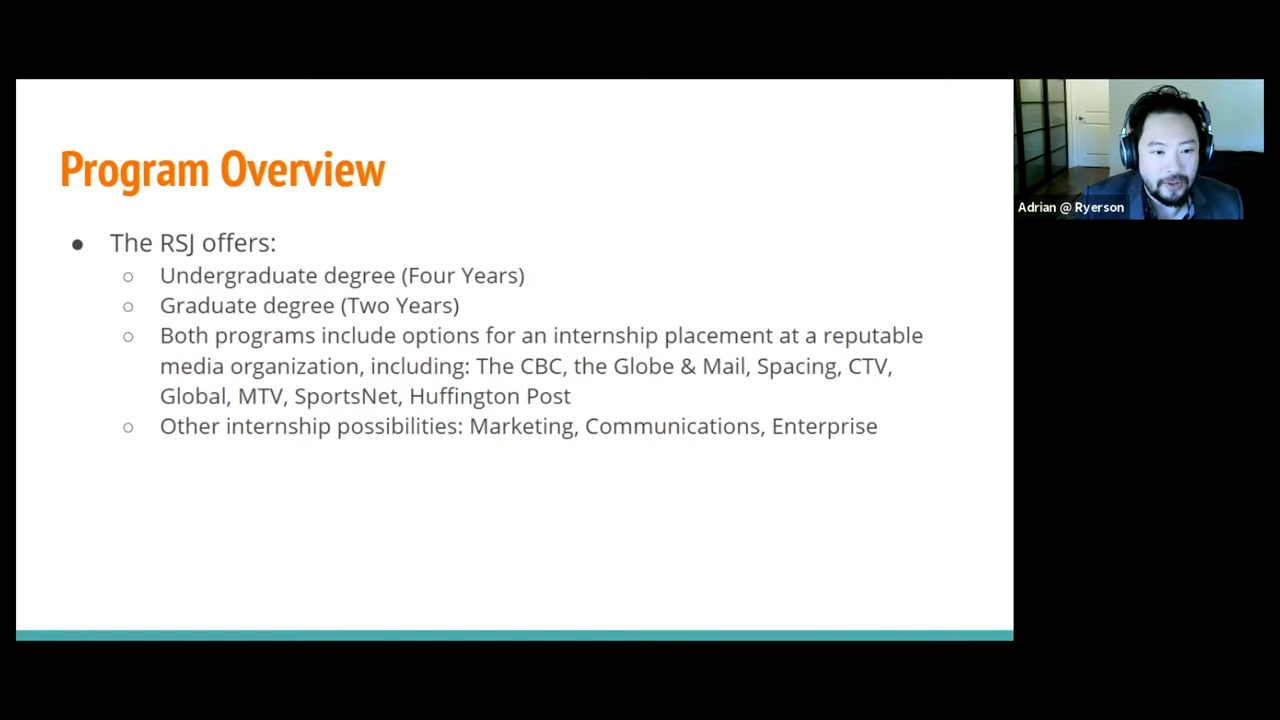 Program Overview
● The RSJ offers:
○ Undergraduate degree (Four Years)
○ Graduate degree (Two Years)
○ Both programs include options for an internship placement at a reputable
media organization, including: The CBC, the Globe & Mail, Spacing, CTV,
Global, MTV, SportsNet, Huffington Post
○ Other internship possibilities: Marketing, Communications, Enterprise
Adrian @ Ryerson